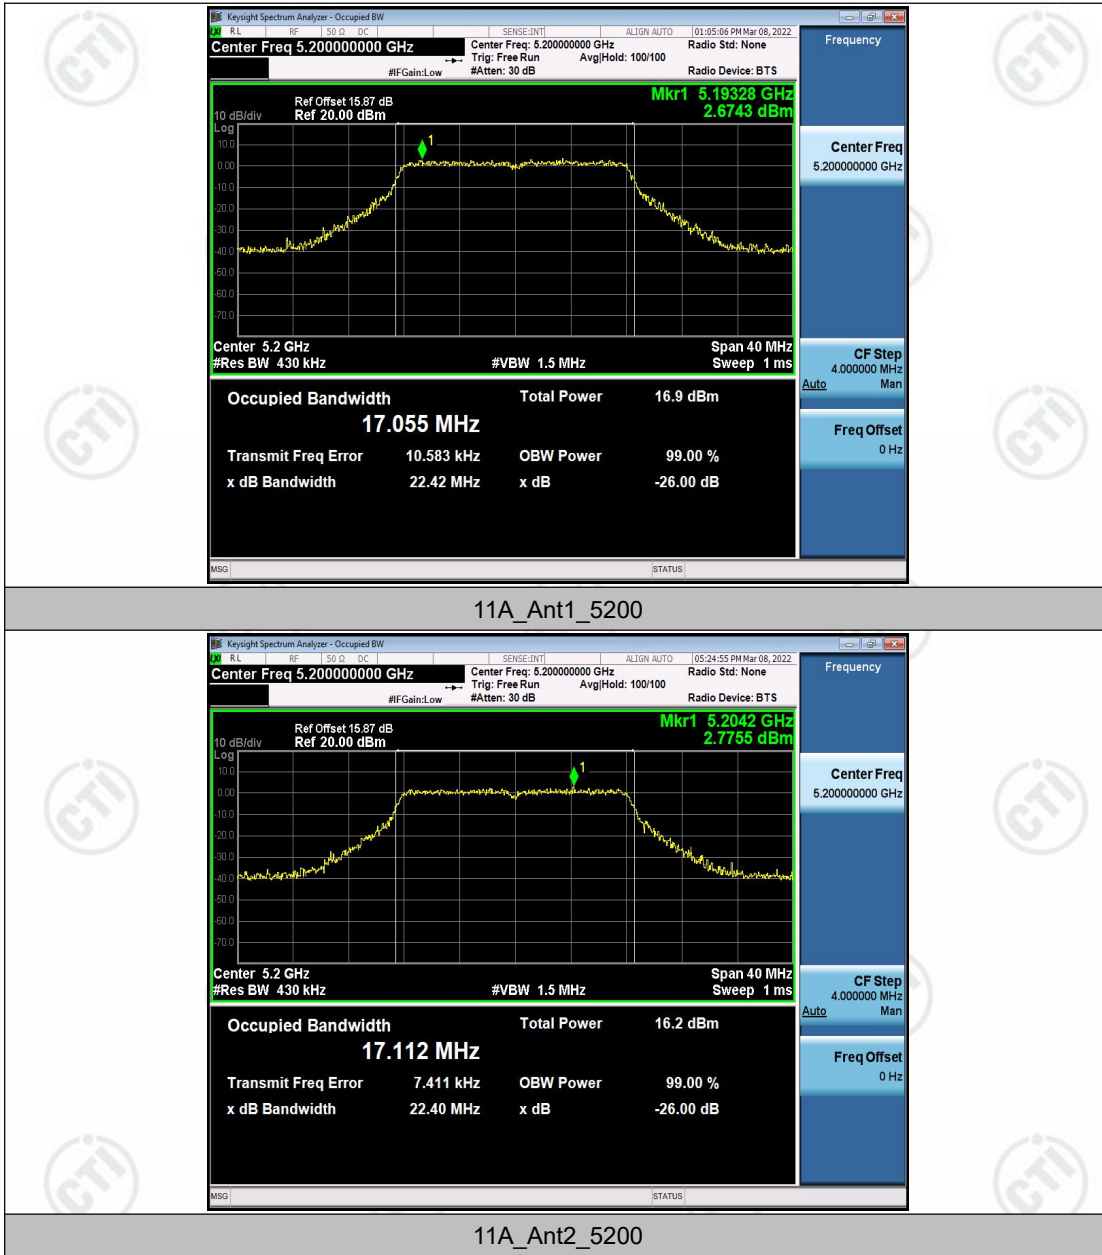 Keysight Spectrum Analyzer - Occupied BW
LXI RL RF 50 Ω DC SENSE:INT ALIGN AUTO 01:05:06 PM Mar 08, 2022
Center Freq 5.200000000 GHz Center Freq: 5.200000000 GHz Radio Std: None Frequency
Trig: Free Run Avg|Hold: 100/100
#IFGain:Low #Atten: 30 dB Radio Device: BTS
Mkr1 5.19328 GHz
Ref Offset 15.87 dB
10 dB/div Ref 20.00 dBm 2.6743 dBm
Log
10.0 1
0.00
-10.0
-20.0
-30.0
-40.0
-50.0
-60.0
-70.0
Center Freq
5.200000000 GHz
Center 5.2 GHz Span 40 MHz
#Res BW 430 kHz #VBW 1.5 MHz Sweep 1 ms
CF Step
4.000000 MHz
Auto Man
Occupied Bandwidth Total Power 16.9 dBm
17.055 MHz
Freq Offset
0 Hz
Transmit Freq Error 10.583 kHz OBW Power 99.00 %
x dB Bandwidth 22.42 MHz x dB -26.00 dB
MSG STATUS
11A_Ant1_5200
Keysight Spectrum Analyzer - Occupied BW
LXI RL RF 50 Ω DC SENSE:INT ALIGN AUTO 05:24:55 PM Mar 08, 2022
Center Freq 5.200000000 GHz Center Freq: 5.200000000 GHz Radio Std: None Frequency
Trig: Free Run Avg|Hold: 100/100
#IFGain:Low #Atten: 30 dB Radio Device: BTS
Mkr1 5.2042 GHz
Ref Offset 15.87 dB
10 dB/div Ref 20.00 dBm 2.7755 dBm
Log
10.0 1
0.00
-10.0
-20.0
-30.0
-40.0
-50.0
-60.0
-70.0
Center Freq
5.200000000 GHz
Center 5.2 GHz Span 40 MHz
#Res BW 430 kHz #VBW 1.5 MHz Sweep 1 ms
CF Step
4.000000 MHz
Auto Man
Occupied Bandwidth Total Power 16.2 dBm
17.112 MHz
Freq Offset
0 Hz
Transmit Freq Error 7.411 kHz OBW Power 99.00 %
x dB Bandwidth 22.40 MHz x dB -26.00 dB
MSG STATUS
11A_Ant2_5200
CTI
CTI
CTI
CTI
CTI
CTI
CTI
CTI